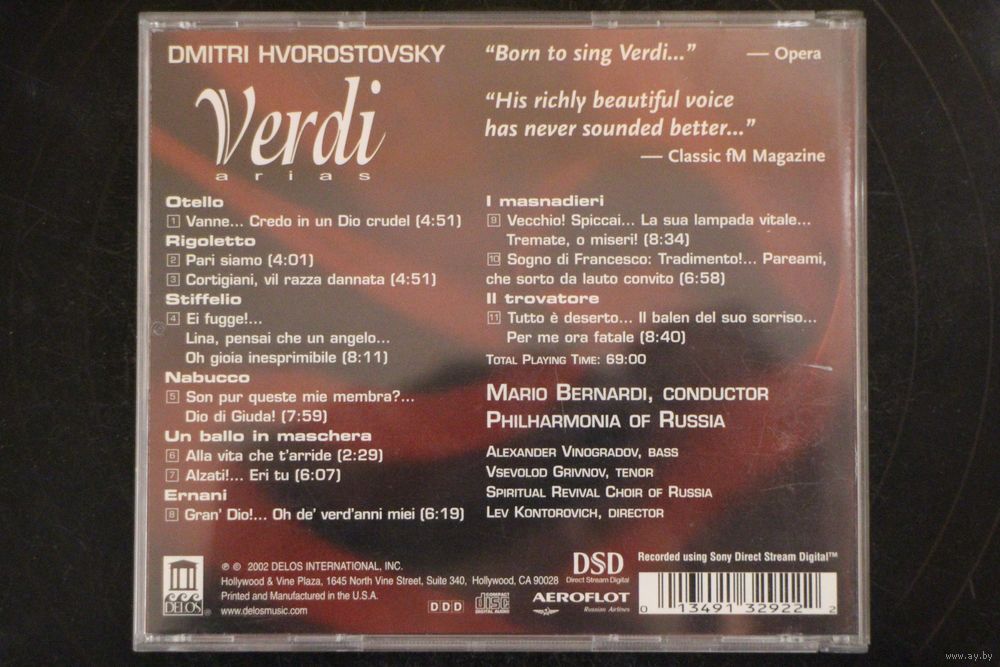 DMITRI HVOROSTOVSKY
Verdi
arias
"Born to sing Verdi..." — Opera
"His richly beautiful voice
has never sounded better..."
— Classic fM Magazine
Otello
1 Vanne... Credo in un Dio crudel (4:51)
Rigoletto
2 Pari siamo (4:01)
3 Cortigiani, vil razza dannata (4:51)
Stiffelio
4 Ei fugge!...
Lina, pensai che un angelo...
Oh gioia inesprimibile (8:11)
Nabucco
5 Son pur queste mie membra?...
Dio di Giuda! (7:59)
Un ballo in maschera
6 Alla vita che t'arride (2:29)
7 Alzati!... Eri tu (6:07)
Ernani
8 Gran' Dio!... Oh de' verd'anni miei (6:19)
I masnadieri
9 Vecchio! Spiccai... La sua lampada vitale...
Tremate, o miseri! (8:34)
10 Sogno di Francesco: Tradimento!... Pareami,
che sorto da lauto convito (6:58)
Il trovatore
11 Tutto è deserto... Il balen del suo sorriso...
Per me ora fatale (8:40)
TOTAL PLAYING TIME: 69:00
MARIO BERNARDI, CONDUCTOR
PHILHARMONIA OF RUSSIA
ALEXANDER VINOGRADOV, BASS
VSEVOLOD GRIVNOV, TENOR
SPIRITUAL REVIVAL CHOIR OF RUSSIA
LEV KONTOROVICH, DIRECTOR
DELOS
℗ © 2002 DELOS INTERNATIONAL, INC.
Hollywood & Vine Plaza, 1645 North Vine Street, Suite 340, Hollywood, CA 90028
Printed and Manufactured in the U.S.A.
www.delosmusic.com
DDD
COMPACT
disc
DIGITAL AUDIO
DSD
Direct Stream Digital
AEROFLOT
Russian Airlines
Recorded using Sony Direct Stream Digital™
0 13491 32922 2
www.ay.by